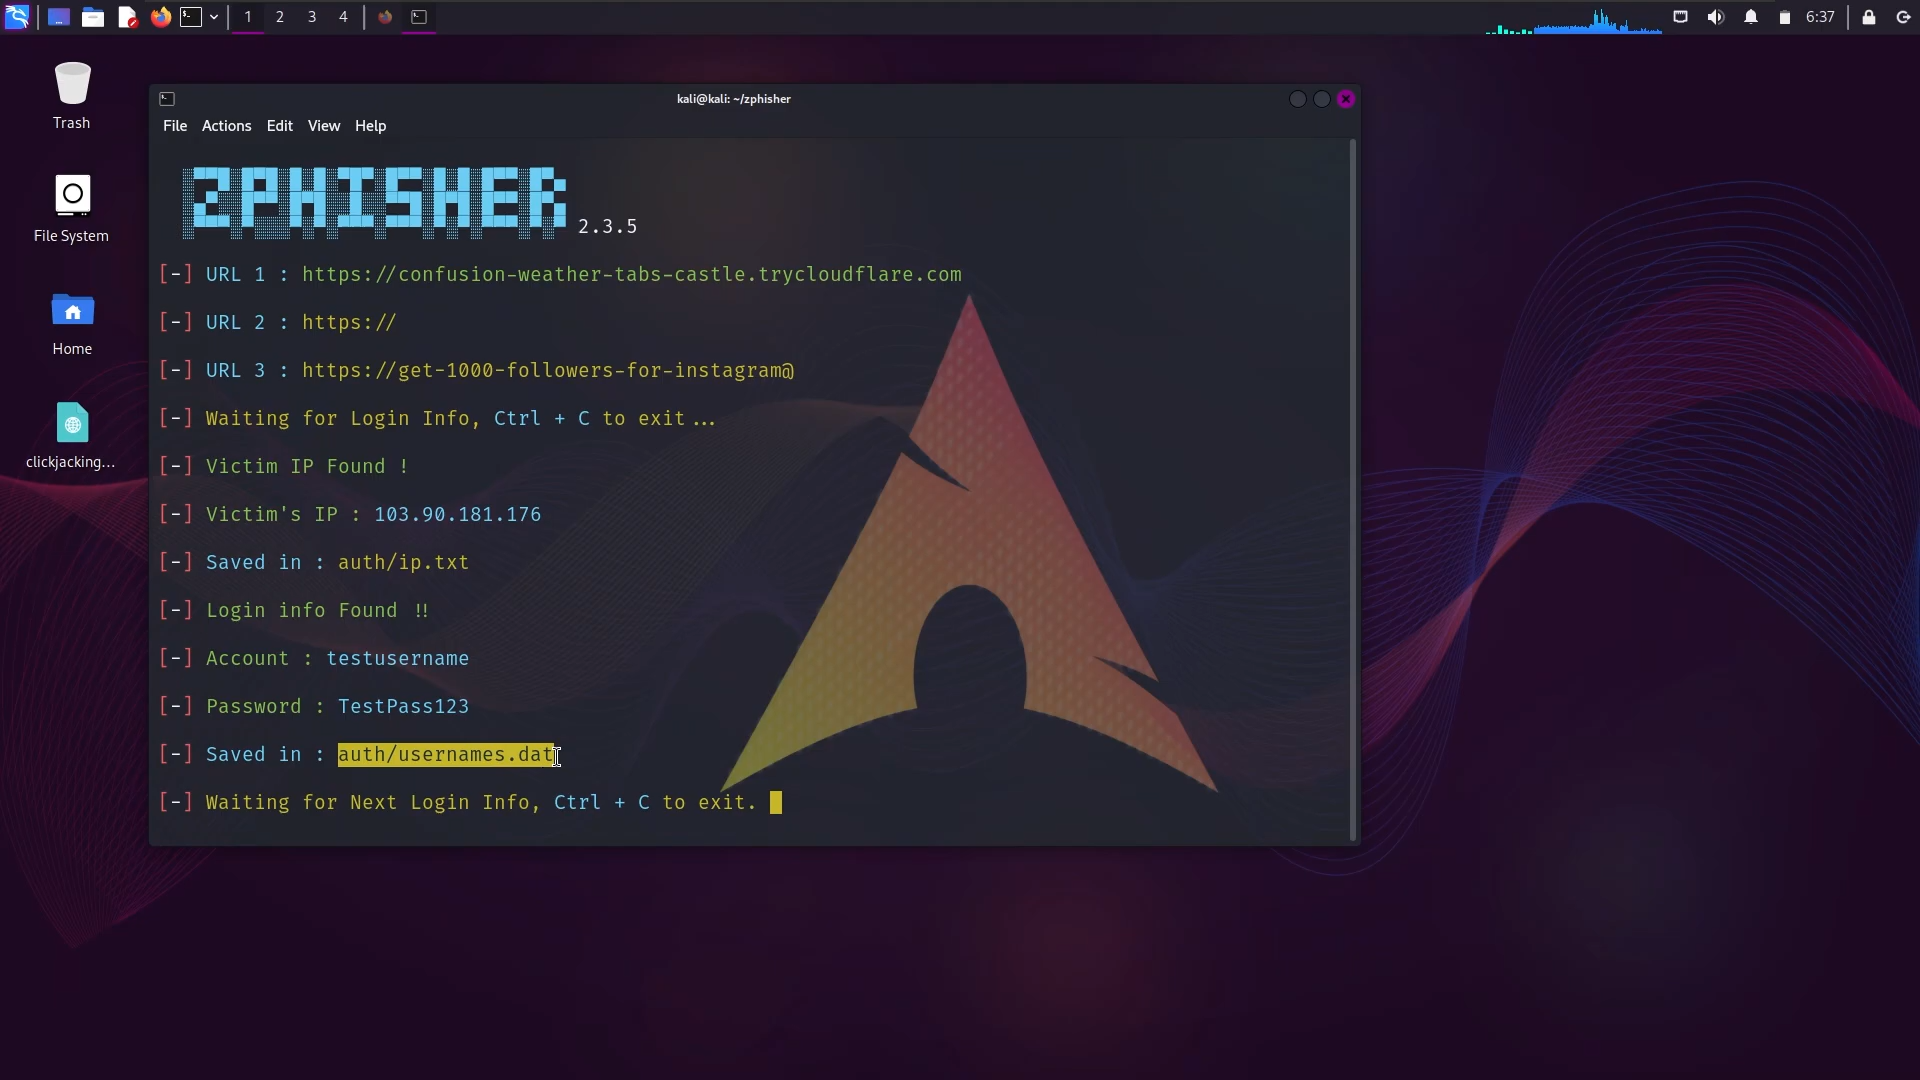 1 2 3 4
6:37
Trash
File System
Home
clickjacking...
kali@kali: ~/zphisher
File Actions Edit View Help
ZPHISHER 2.3.5
[-] URL 1 : https://confusion-weather-tabs-castle.trycloudflare.com
[-] URL 2 : https://
[-] URL 3 : https://get-1000-followers-for-instagram@
[-] Waiting for Login Info, Ctrl + C to exit...
[-] Victim IP Found !
[-] Victim's IP : 103.90.181.176
[-] Saved in : auth/ip.txt
[-] Login info Found !!
[-] Account : testusername
[-] Password : TestPass123
[-] Saved in : auth/usernames.dat
[-] Waiting for Next Login Info, Ctrl + C to exit.